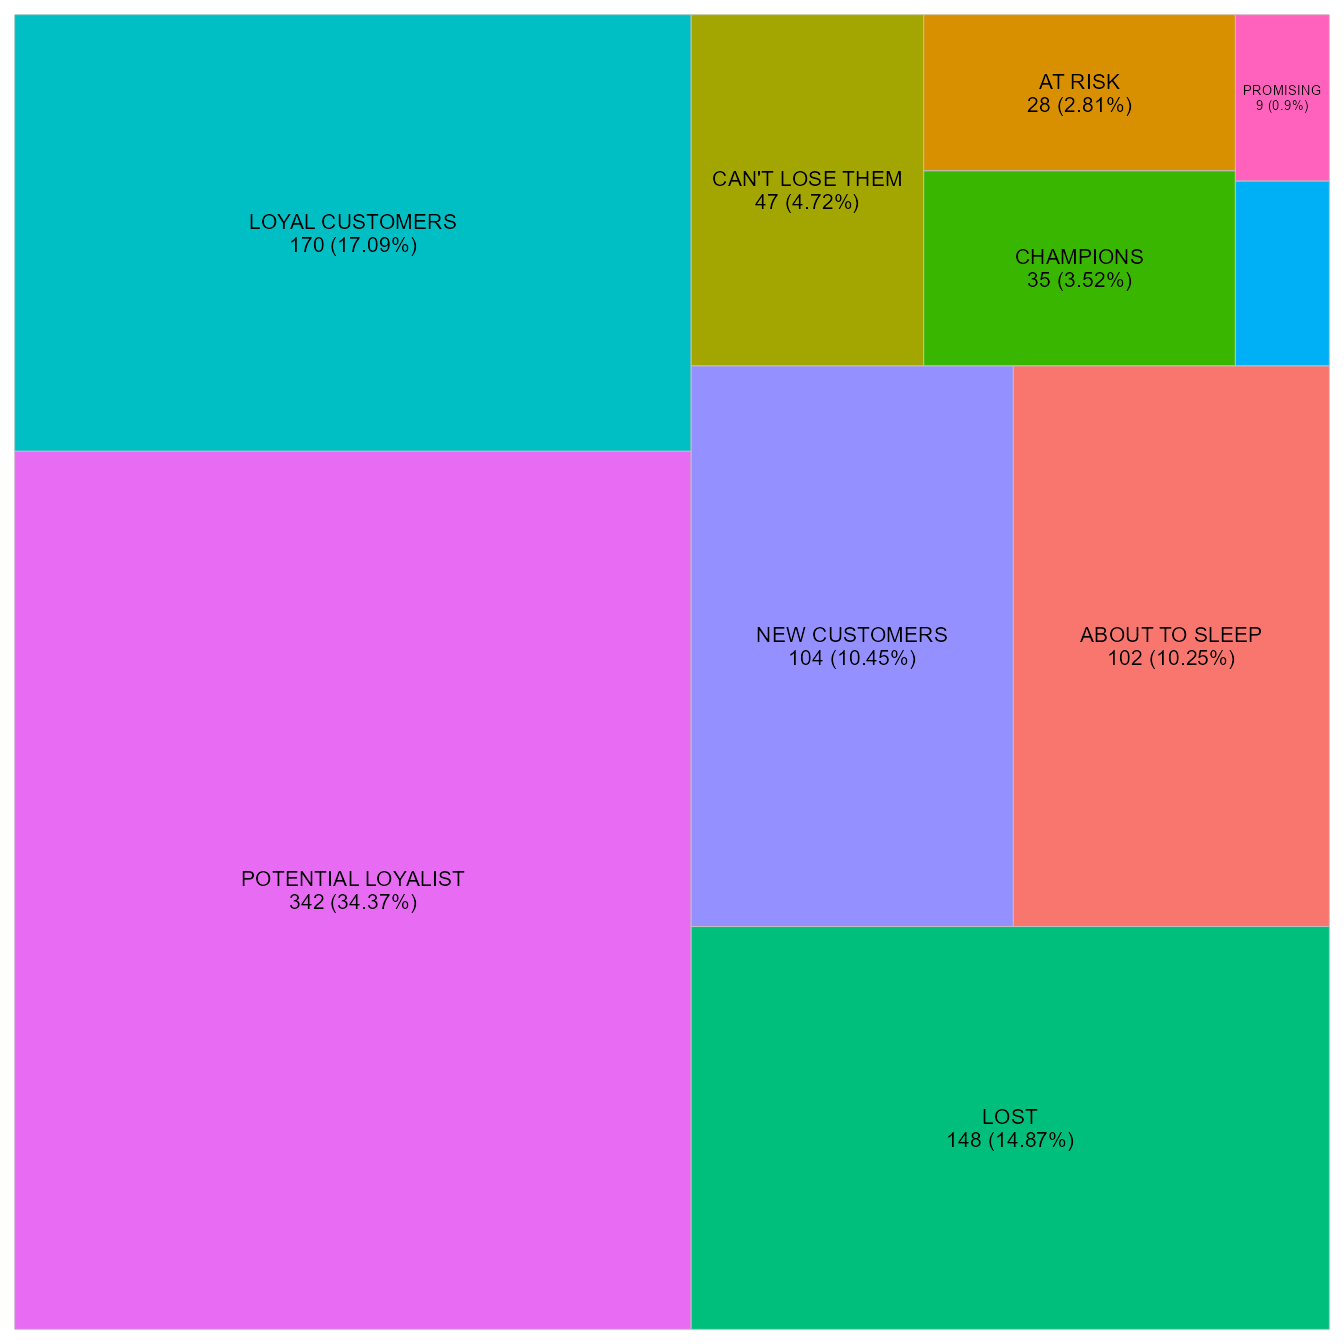 LOYAL CUSTOMERS
170 (17.09%)
CAN'T LOSE THEM
47 (4.72%)
AT RISK
28 (2.81%)
PROMISING
9 (0.9%)
CHAMPIONS
35 (3.52%)
POTENTIAL LOYALIST
342 (34.37%)
NEW CUSTOMERS
104 (10.45%)
ABOUT TO SLEEP
102 (10.25%)
LOST
148 (14.87%)